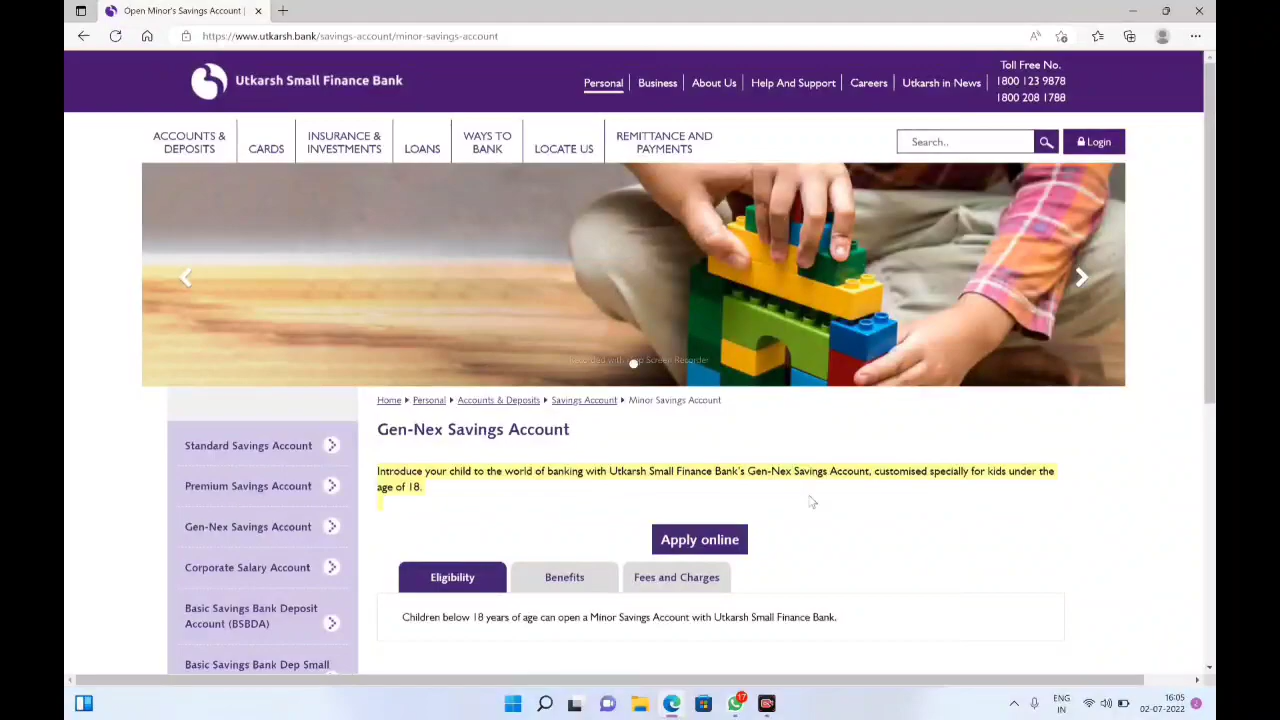 Open Minor's Savings Account |
https://www.utkarsh.bank/savings-account/minor-savings-account
Utkarsh Small Finance Bank
Personal
Business
About Us
Help And Support
Careers
Utkarsh in News
Toll Free No.
1800 123 9878
1800 208 1788
ACCOUNTS &
DEPOSITS
CARDS
INSURANCE &
INVESTMENTS
LOANS
WAYS TO
BANK
LOCATE US
REMITTANCE AND
PAYMENTS
Search..
Login
Screen Recorder
Home
Personal
Accounts & Deposits
Savings Account
Minor Savings Account
Gen-Nex Savings Account
Introduce your child to the world of banking with Utkarsh Small Finance Bank's Gen-Nex Savings Account, customised specially for kids under the
age of 18.
Apply online
Eligibility
Benefits
Fees and Charges
Children below 18 years of age can open a Minor Savings Account with Utkarsh Small Finance Bank.
Standard Savings Account
Premium Savings Account
Gen-Nex Savings Account
Corporate Salary Account
Basic Savings Bank Deposit
Account (BSBDA)
Basic Savings Bank Dep Small
17
ENG
IN
16:05
02-07-2022